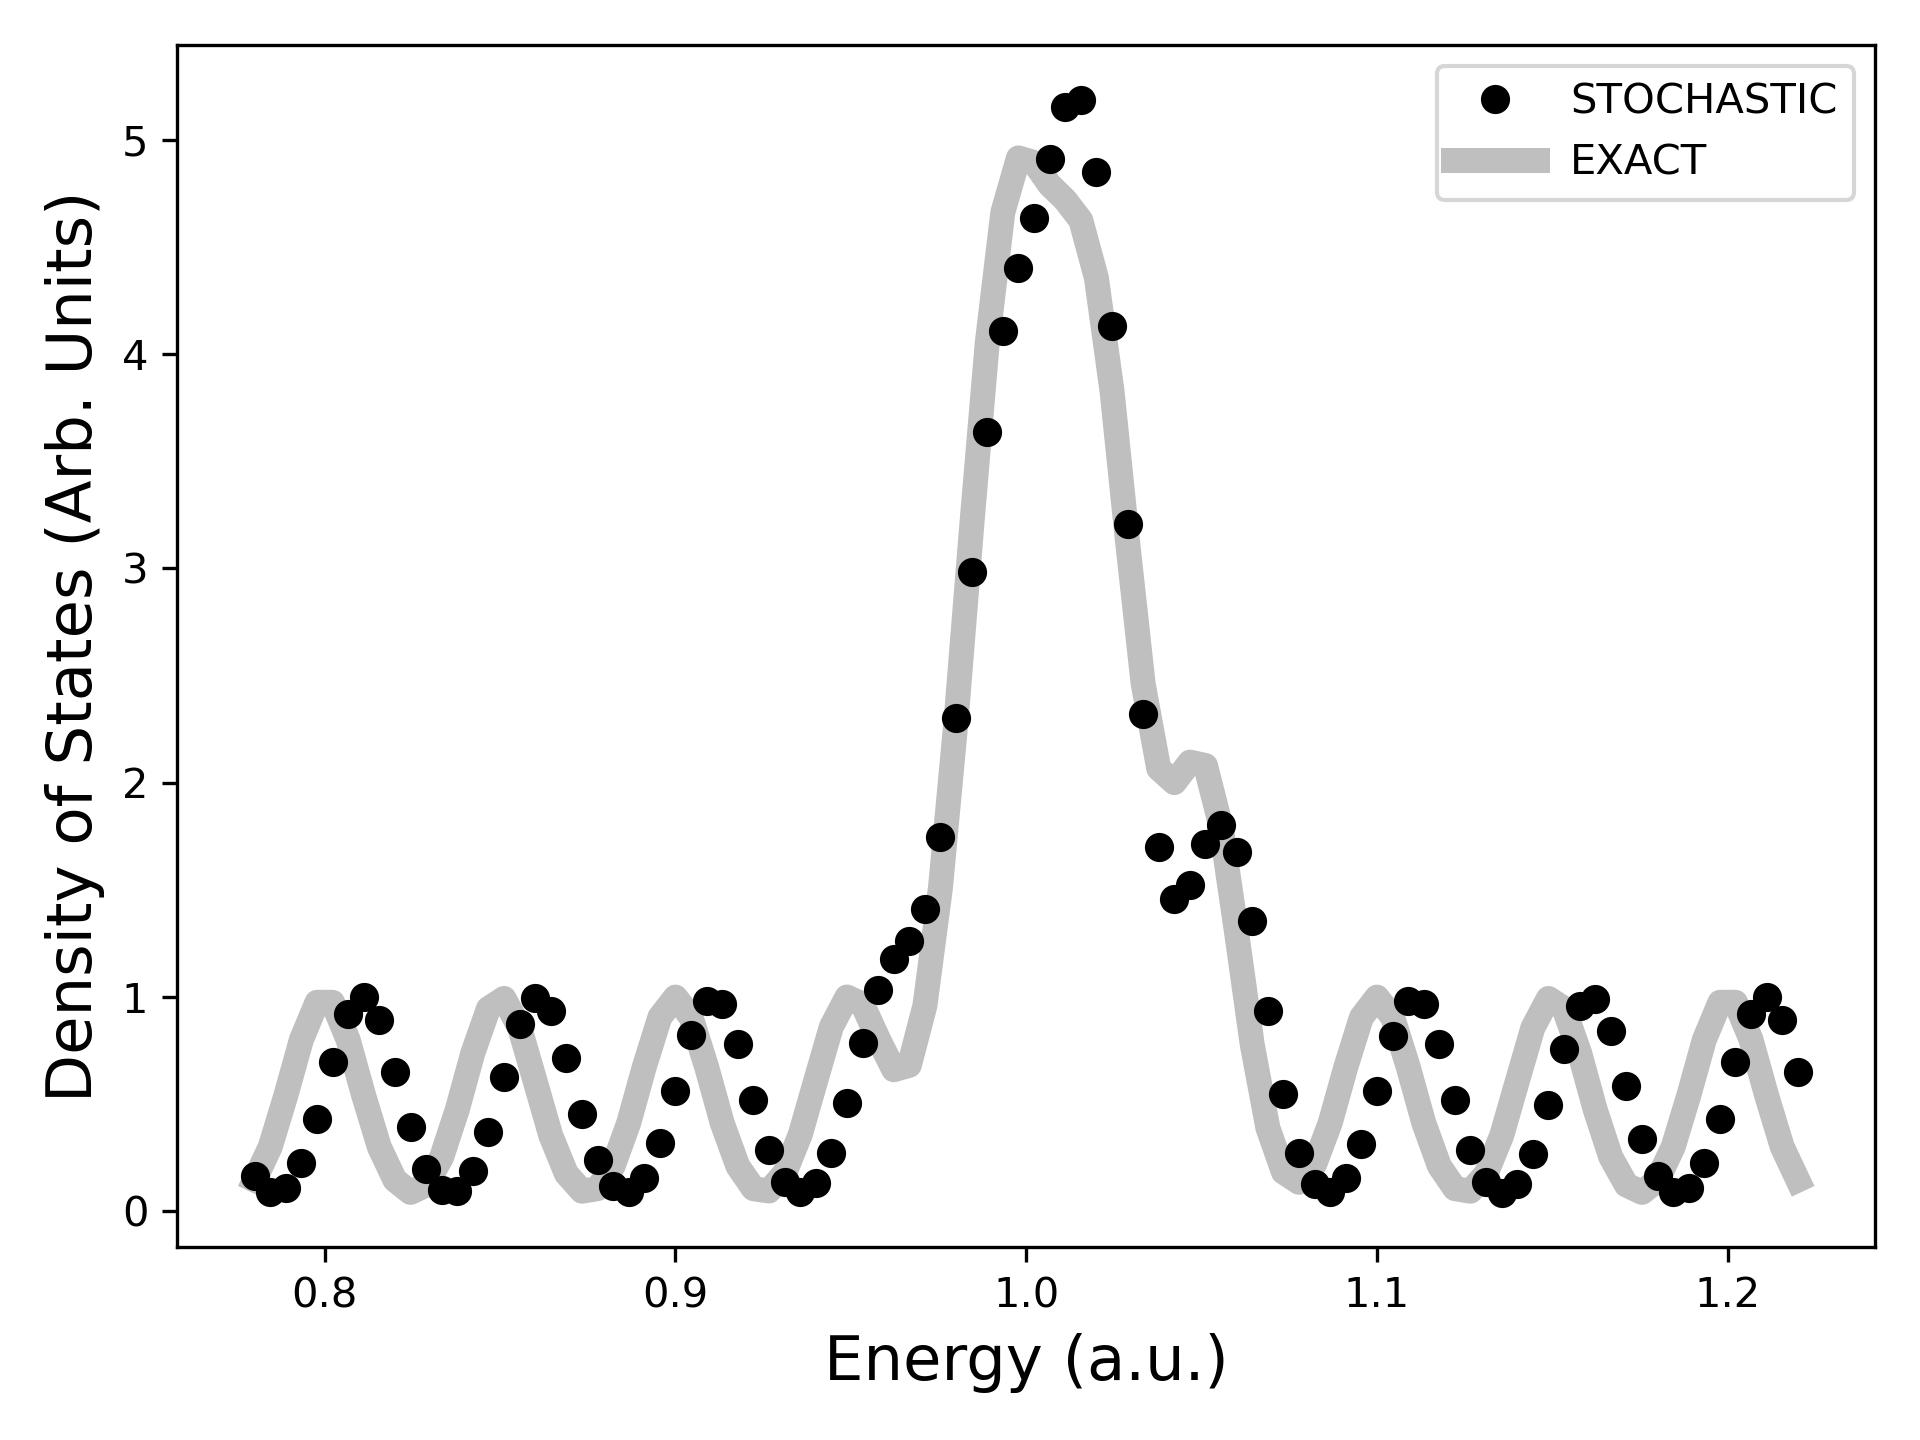 STOCHASTIC
EXACT
Density of States (Arb. Units)
5
4
3
2
1
0
0.8 0.9 1.0 1.1 1.2
Energy (a.u.)